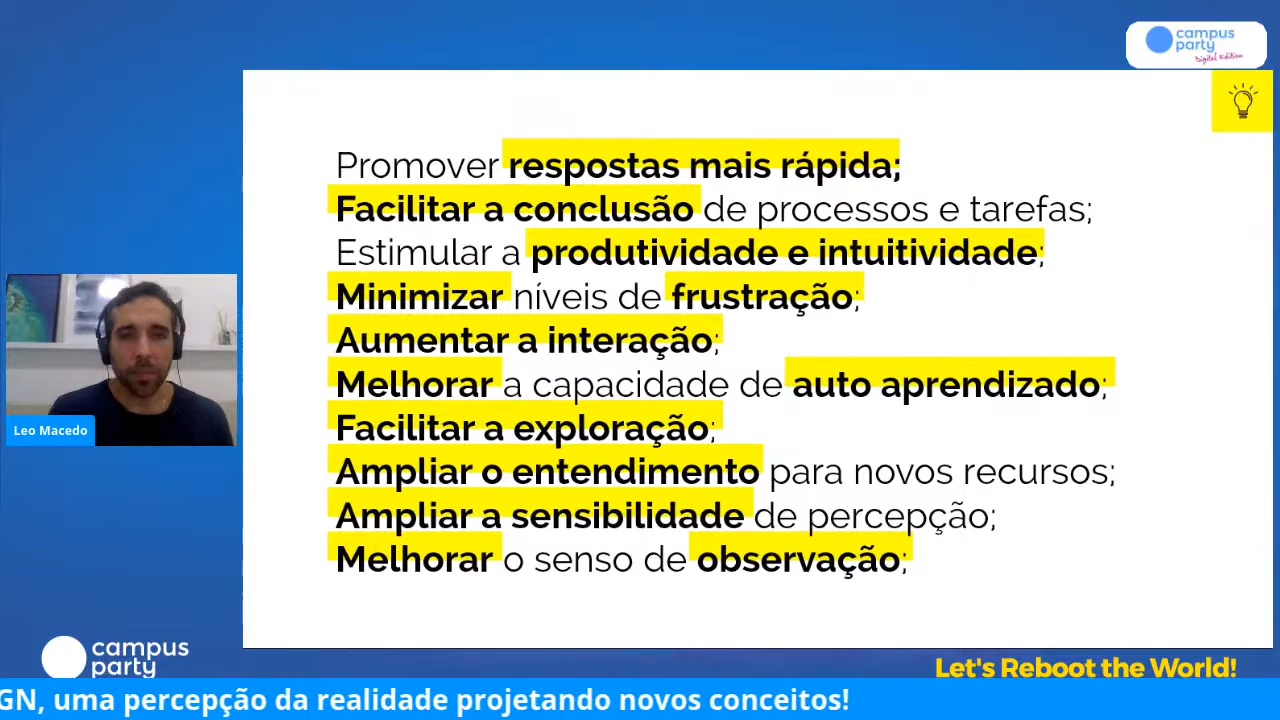 campus
party
Digital Edition
Promover respostas mais rápida;
Facilitar a conclusão de processos e tarefas;
Estimular a produtividade e intuitividade;
Minimizar níveis de frustração;
Aumentar a interação;
Melhorar a capacidade de auto aprendizado;
Facilitar a exploração;
Ampliar o entendimento para novos recursos;
Ampliar a sensibilidade de percepção;
Melhorar o senso de observação;
Leo Macedo
campus
party
Let's Reboot the World!
GN, uma percepção da realidade projetando novos conceitos!